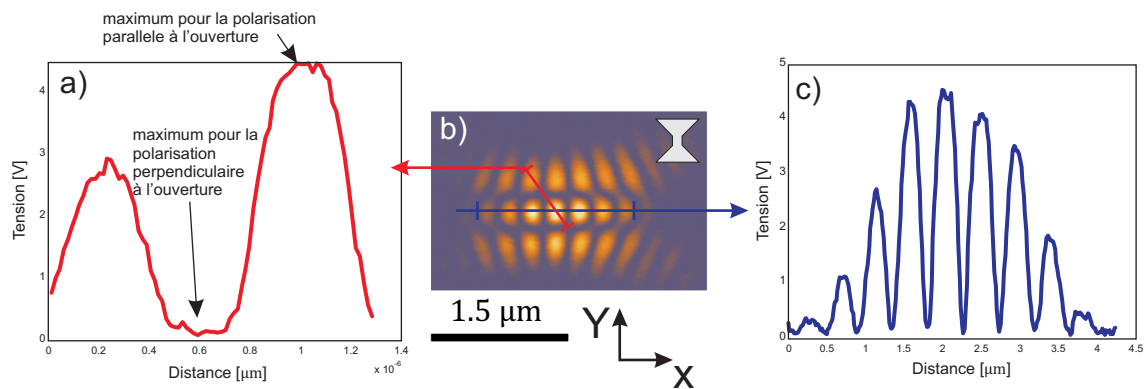 maximum pour la polarisation
parallele à l'ouverture
a)
maximum pour la
polarisation
perpendiculaire
à l'ouverture
Tension [V]
4
3
2
1
0
0
0.2
0.4
0.6
0.8
1
1.2
1.4
x 10⁻⁶
Distance [μm]
b)
1.5 μm
Y
X
c)
Tension [V]
5
4
3
2
1
0
0
0.5
1
1.5
2
2.5
3
3.5
4
4.5
Distance [μm]